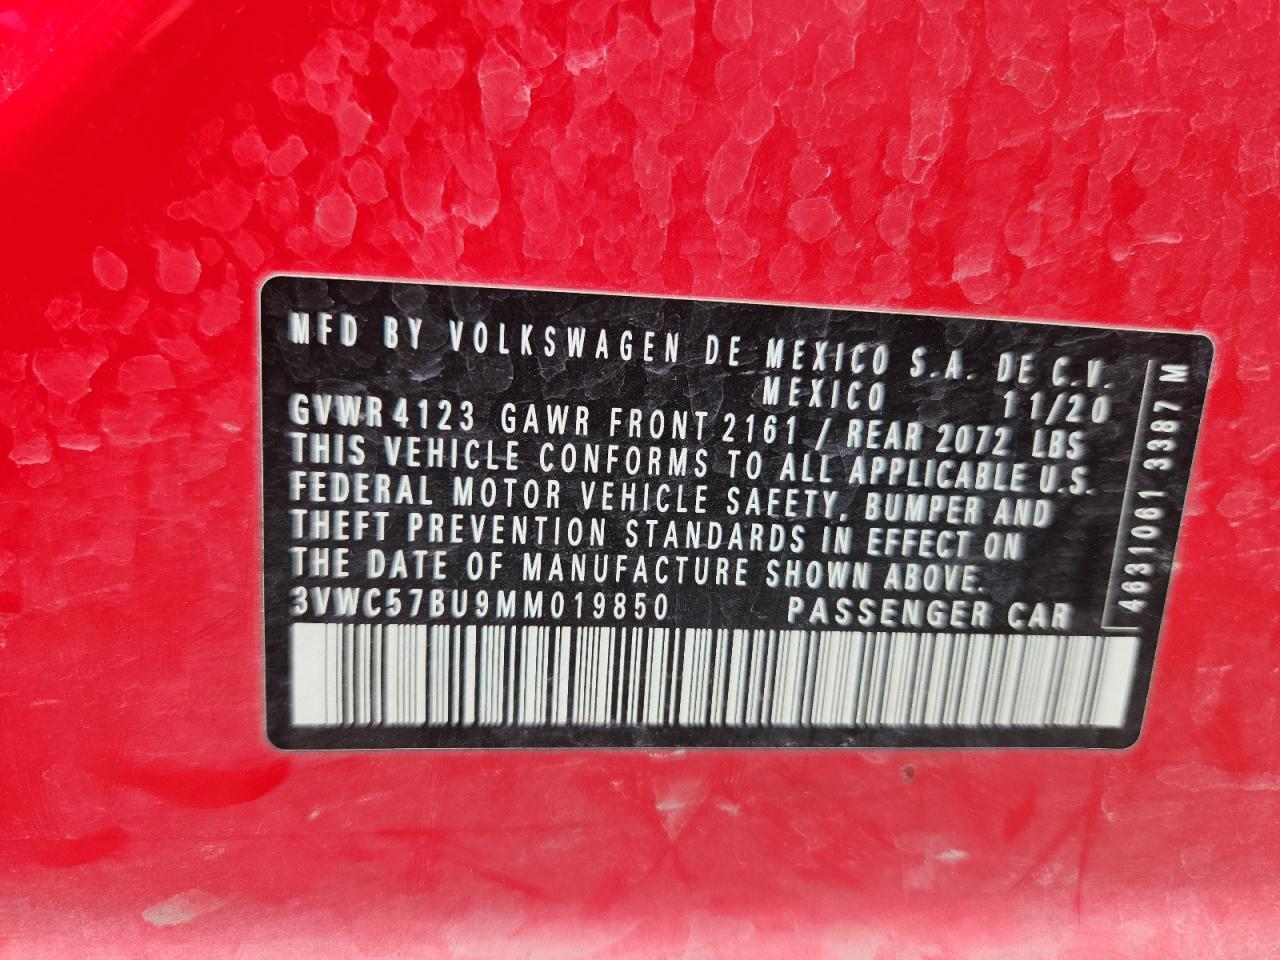 MFD BY VOLKSWAGEN DE MEXICO S.A. DE C.V.
MEXICO 11/20
GVWR 4123 GAWR FRONT 2161 / REAR 2072 LBS
THIS VEHICLE CONFORMS TO ALL APPLICABLE U.S.
FEDERAL MOTOR VEHICLE SAFETY, BUMPER AND
THEFT PREVENTION STANDARDS IN EFFECT ON
THE DATE OF MANUFACTURE SHOWN ABOVE.
3VWC57BU9MM019850 PASSENGER CAR
4631061 3387 M